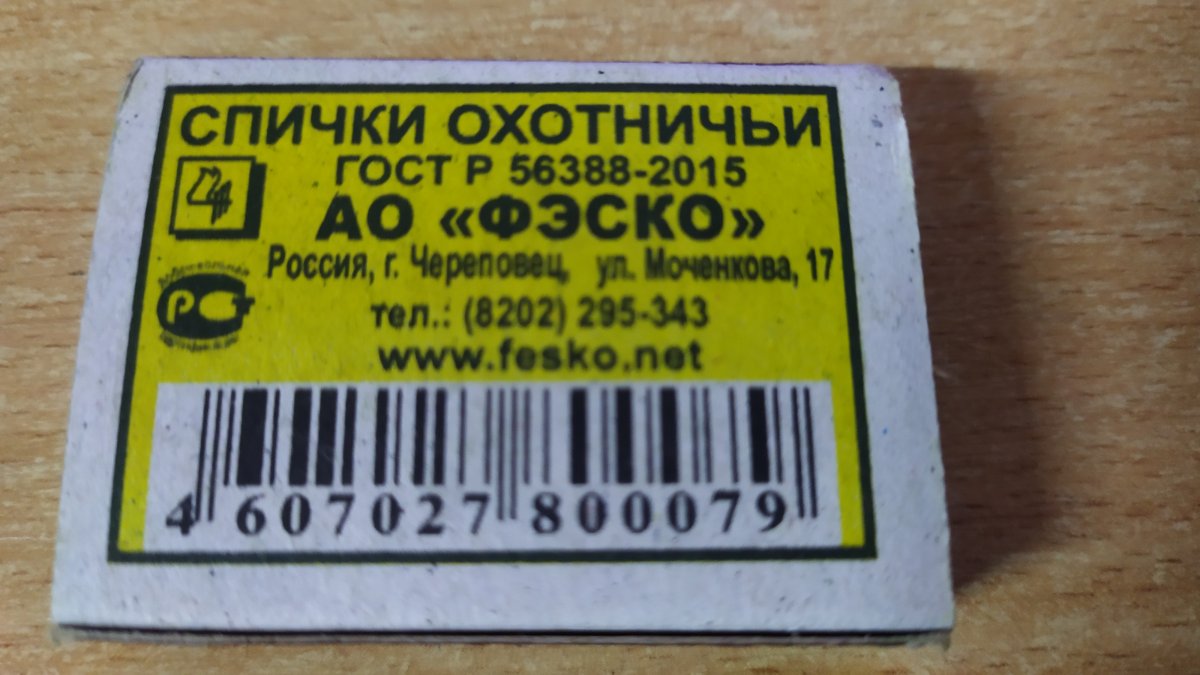 СПИЧКИ ОХОТНИЧЬИ
ГОСТ Р 56388-2015
АО «ФЭСКО»
Россия, г. Череповец, ул. Моченкова, 17
РСТ
тел.: (8202) 295-343
www.fesko.net
4 607027 800079